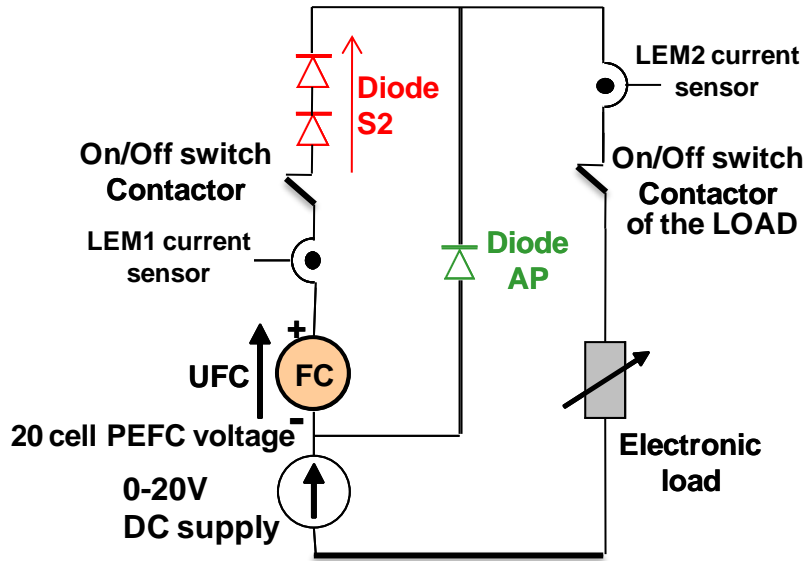 LEM2 current
sensor
Diode
S2
On/Off switch
Contactor
On/Off switch
Contactor
of the LOAD
LEM1 current
sensor
Diode
AP
+
UFC
FC
-
20 cell PEFC voltage
Electronic
load
0-20V
DC supply